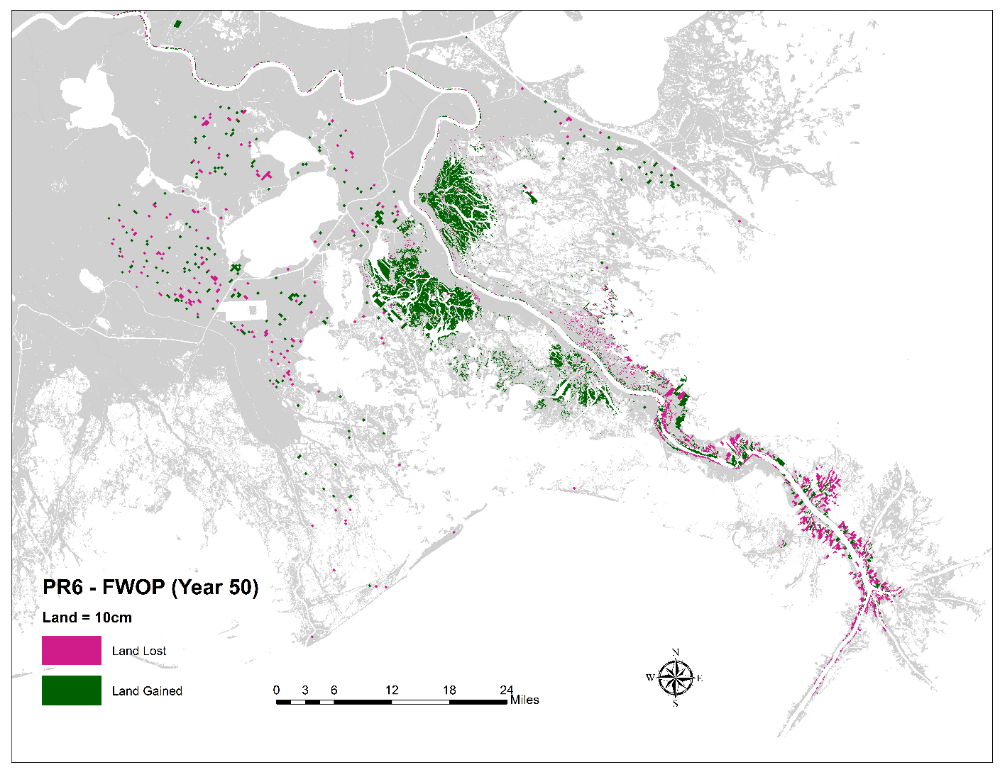 PR6 - FWOP (Year 50)
Land = 10cm
Land Lost
Land Gained
0 3 6 12 18 24
Miles
N
W E
S